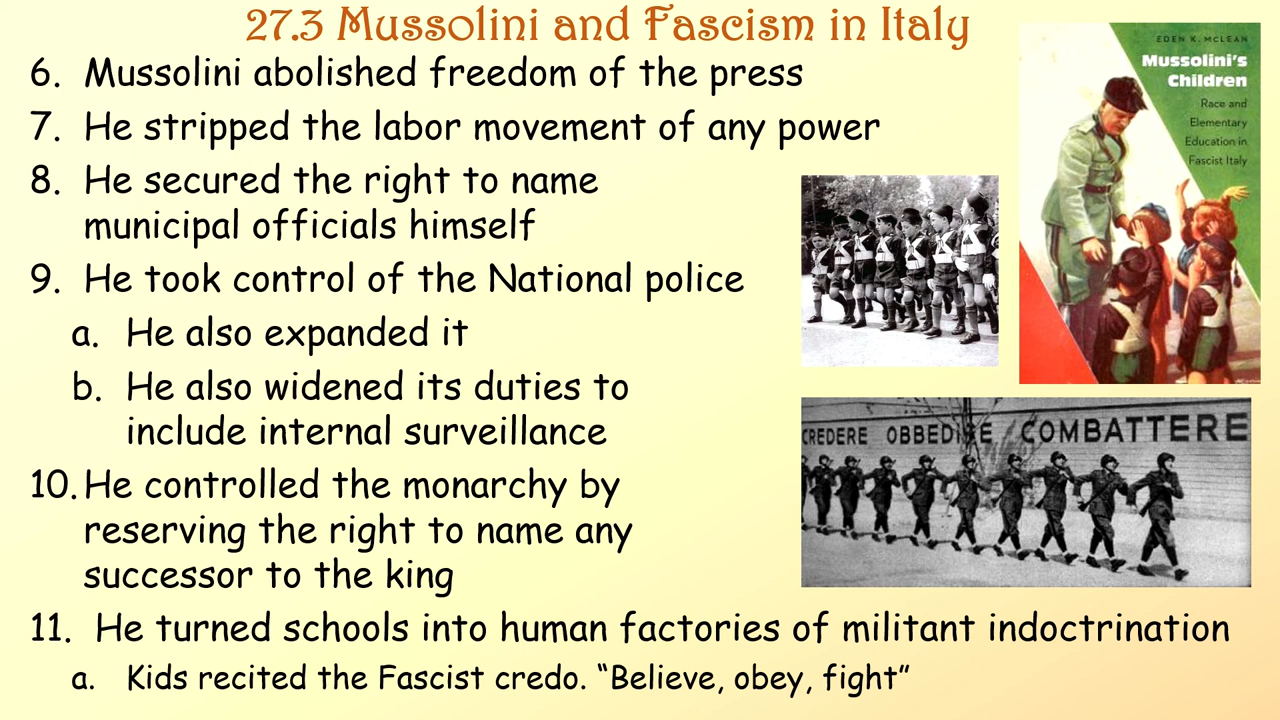 27.3 Mussolini and Fascism in Italy
6. Mussolini abolished freedom of the press
7. He stripped the labor movement of any power
8. He secured the right to name
municipal officials himself
9. He took control of the National police
a. He also expanded it
b. He also widened its duties to
include internal surveillance
10. He controlled the monarchy by
reserving the right to name any
successor to the king
11. He turned schools into human factories of militant indoctrination
a. Kids recited the Fascist credo. “Believe, obey, fight”
EDEN K. McLEAN
Mussolini's
Children
Race and
Elementary
Education in
Fascist Italy
CREDERE OBBEDIRE COMBATTERE